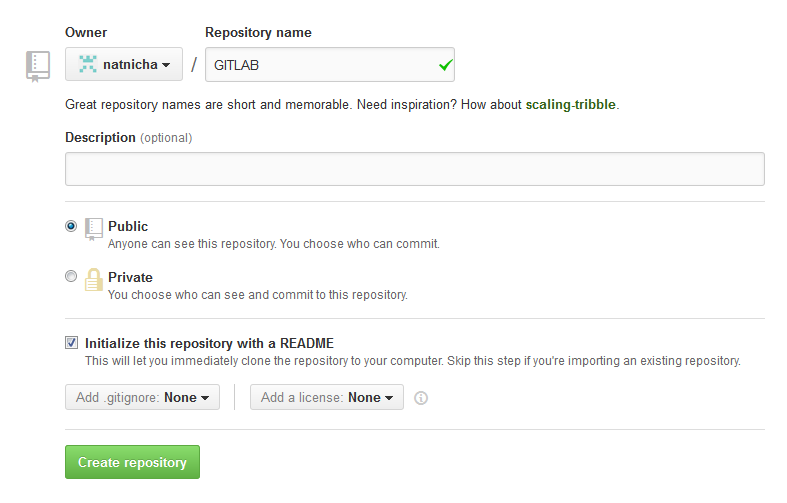 Owner Repository name
natnicha / GITLAB
Great repository names are short and memorable. Need inspiration? How about scaling-tribble.
Description (optional)
Public
Anyone can see this repository. You choose who can commit.
Private
You choose who can see and commit to this repository.
Initialize this repository with a README
This will let you immediately clone the repository to your computer. Skip this step if you're importing an existing repository.
Add .gitignore: None Add a license: None
Create repository